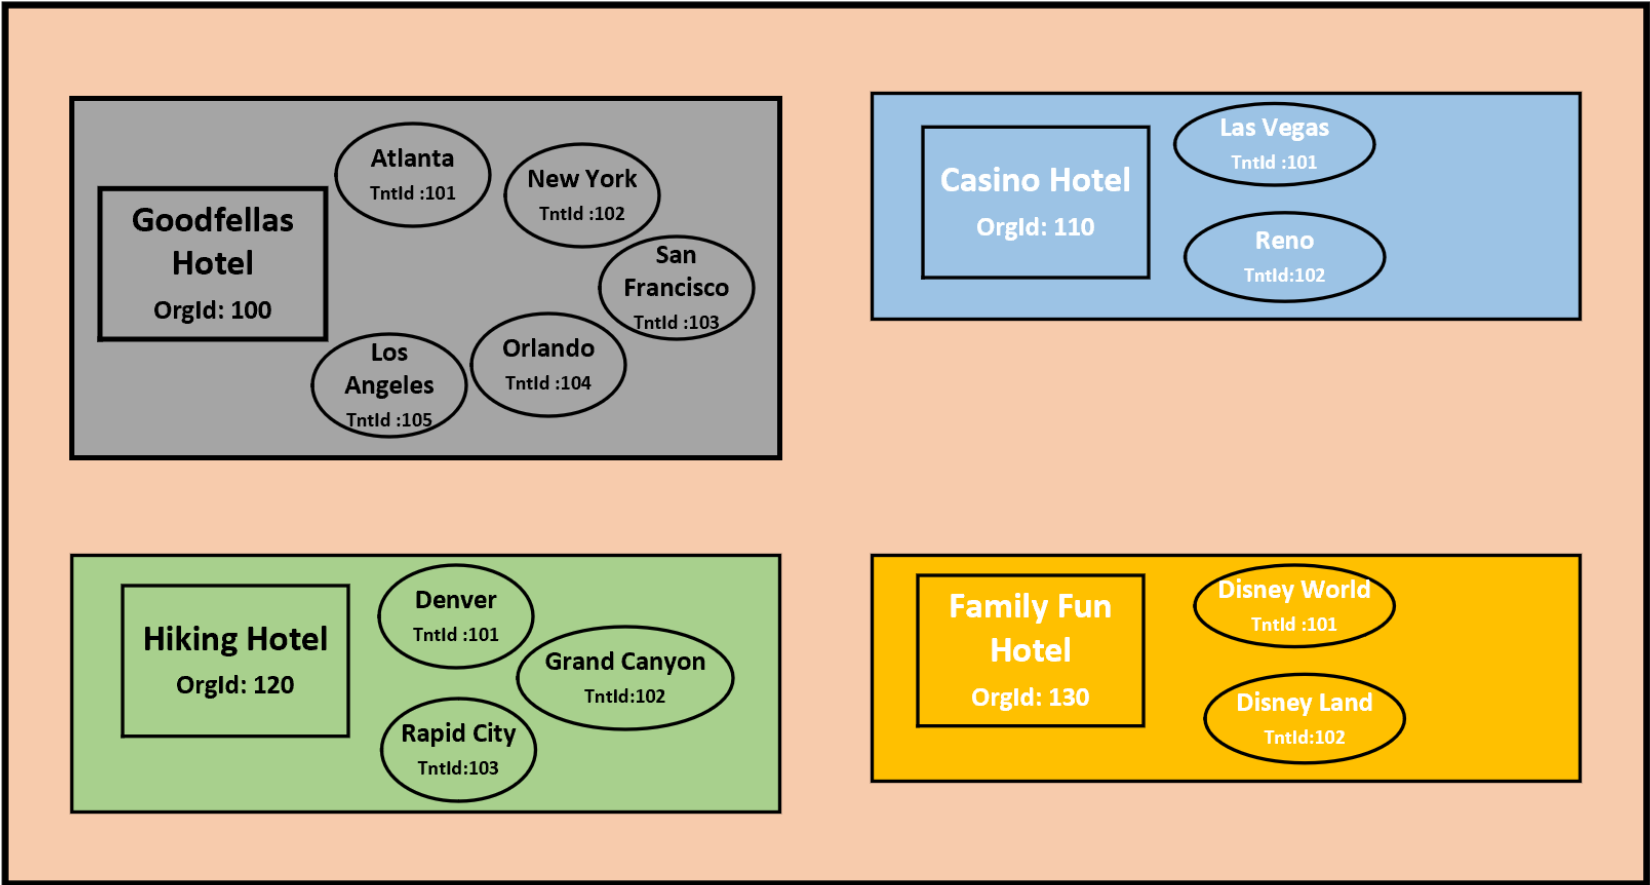 Goodfellas
Hotel
OrgId: 100
Atlanta
TntId :101
New York
TntId :102
San
Francisco
TntId :103
Orlando
TntId :104
Los
Angeles
TntId :105
Casino Hotel
OrgId: 110
Las Vegas
TntId :101
Reno
TntId:102
Hiking Hotel
OrgId: 120
Denver
TntId :101
Grand Canyon
TntId:102
Rapid City
TntId:103
Family Fun
Hotel
OrgId: 130
Disney World
TntId :101
Disney Land
TntId:102